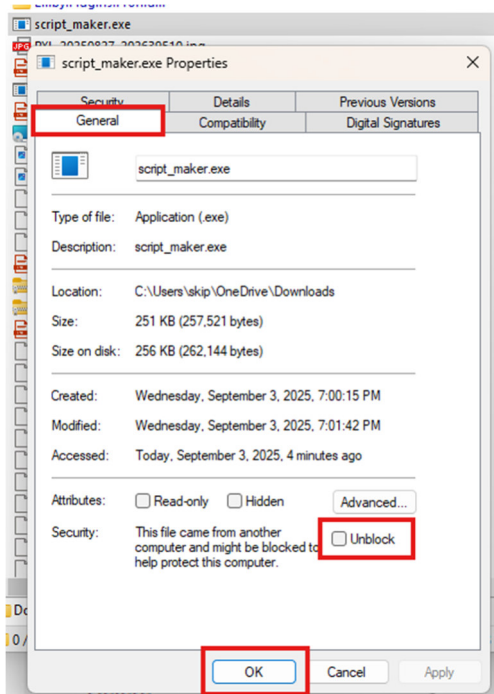 script_maker.exe
script_maker.exe Properties
Security
Details
Previous Versions
General
Compatibility
Digital Signatures
script_maker.exe
Type of file: Application (.exe)
Description: script_maker.exe
Location: C:\Users\skip\OneDrive\Downloads
Size: 251 KB (257,521 bytes)
Size on disk: 256 KB (262,144 bytes)
Created: Wednesday, September 3, 2025, 7:00:15 PM
Modified: Wednesday, September 3, 2025, 7:01:42 PM
Accessed: Today, September 3, 2025, 4 minutes ago
Attributes: Read-only Hidden Advanced...
Security: This file came from another
computer and might be blocked to
help protect this computer.
Unblock
OK Cancel Apply